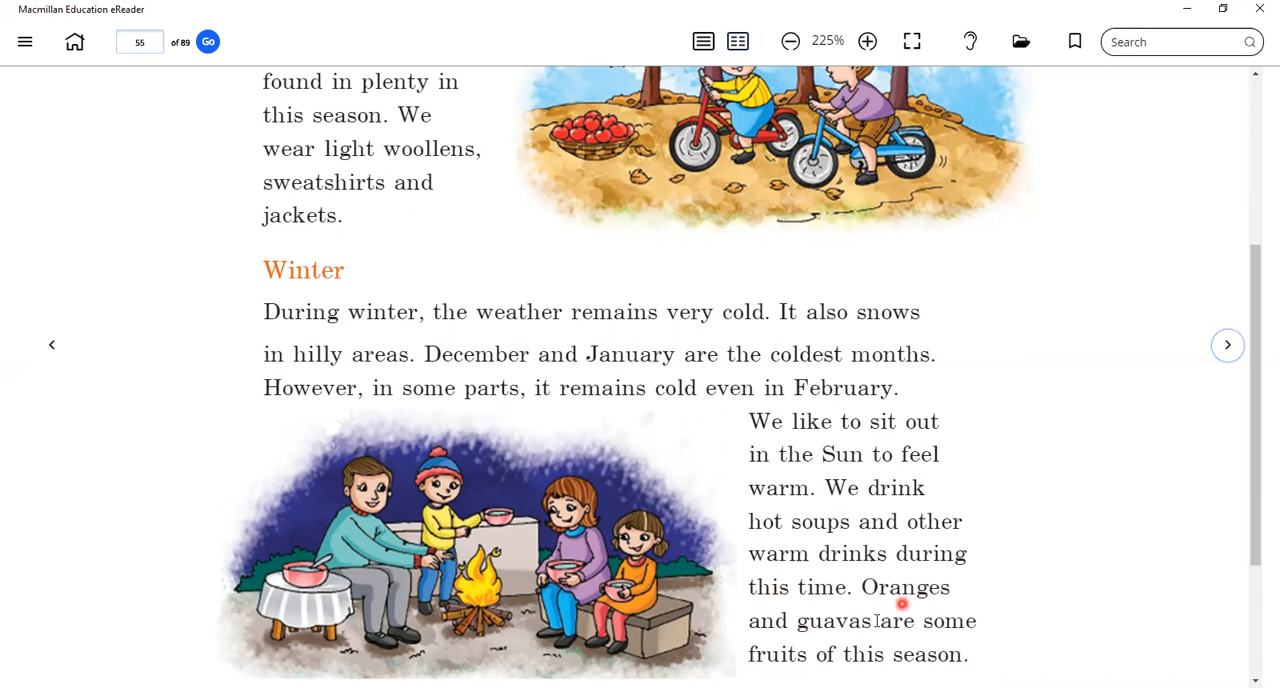 Macmillan Education eReader
55 of 89 Go 225% Search
found in plenty in
this season. We
wear light woollens,
sweatshirts and
jackets.
Winter
During winter, the weather remains very cold. It also snows
in hilly areas. December and January are the coldest months.
However, in some parts, it remains cold even in February.
We like to sit out
in the Sun to feel
warm. We drink
hot soups and other
warm drinks during
this time. Oranges
and guavas are some
fruits of this season.